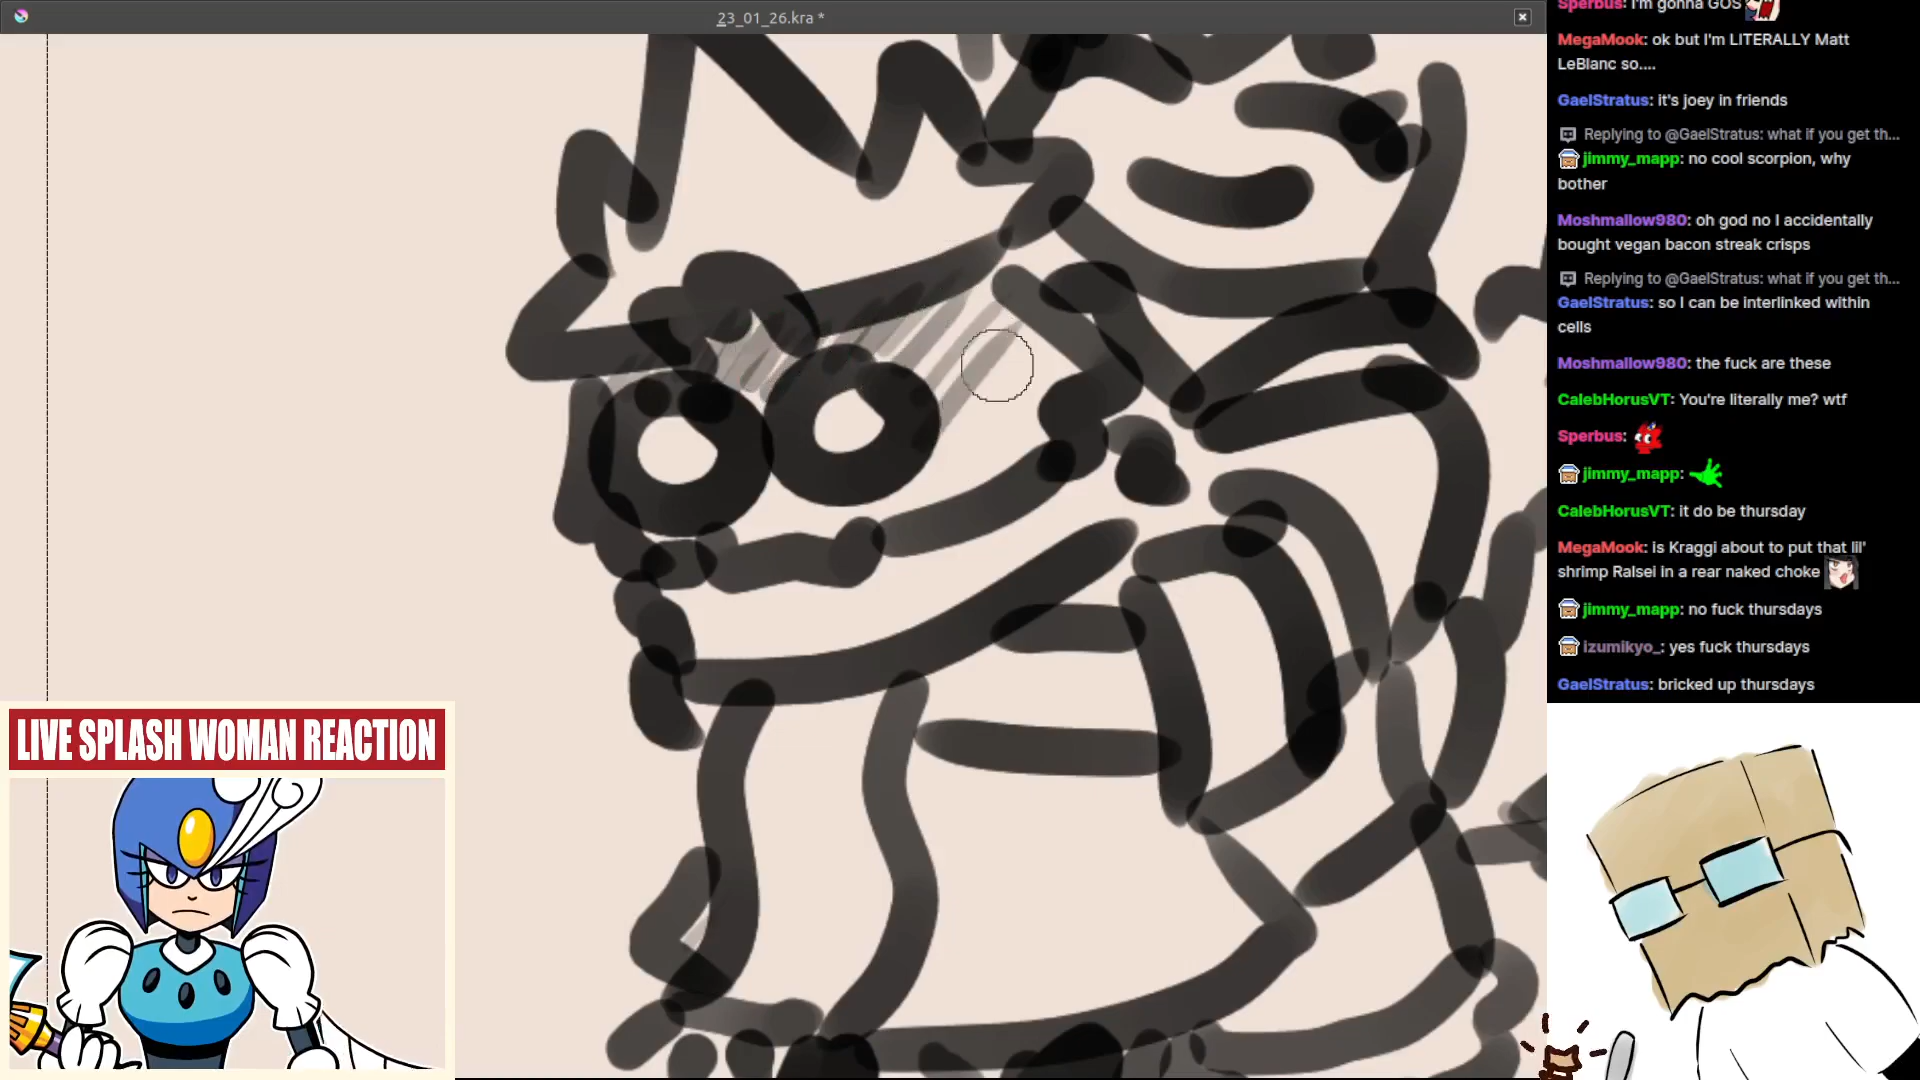 23_01_26.kra *
Sperbus: I'm gonna GOS
MegaMook: ok but I'm LITERALLY Matt
LeBlanc so....
GaelStratus: it's joey in friends
Replying to @GaelStratus: what if you get th...
jimmy_mapp: no cool scorpion, why
bother
Moshmallow980: oh god no I accidentally
bought vegan bacon streak crisps
Replying to @GaelStratus: what if you get th...
GaelStratus: so I can be interlinked within
cells
Moshmallow980: the fuck are these
CalebHorusVT: You're literally me? wtf
Sperbus:
jimmy_mapp:
CalebHorusVT: it do be thursday
MegaMook: is Kraggi about to put that lil'
shrimp Ralsei in a rear naked choke
jimmy_mapp: no fuck thursdays
izumikyo_: yes fuck thursdays
GaelStratus: bricked up thursdays
LIVE SPLASH WOMAN REACTION